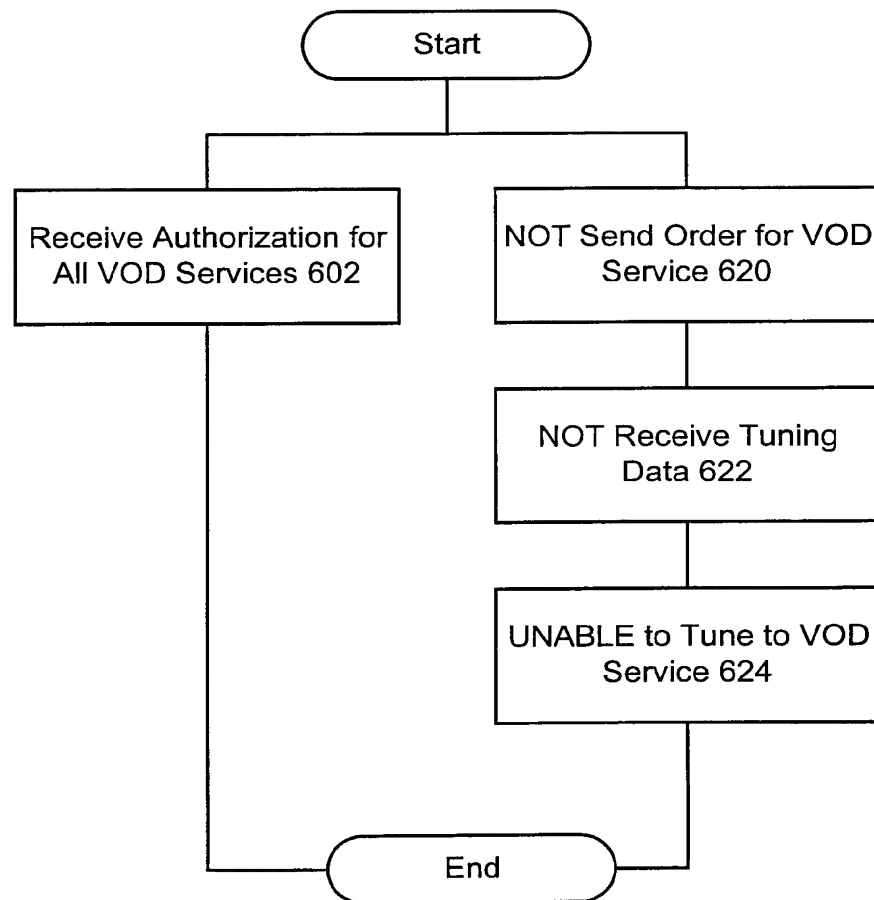 Start
Receive Authorization for
All VOD Services 602
NOT Send Order for VOD
Service 620
NOT Receive Tuning
Data 622
UNABLE to Tune to VOD
Service 624
End